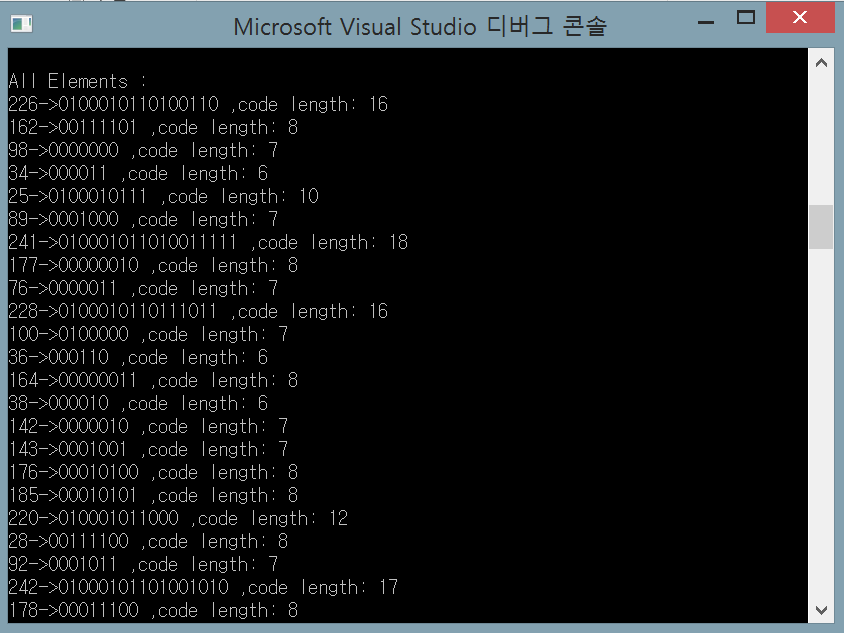 Microsoft Visual Studio 디버그 콘솔
All Elements :
226->0100010110100110 ,code length: 16
162->00111101 ,code length: 8
98->0000000 ,code length: 7
34->000011 ,code length: 6
25->0100010111 ,code length: 10
89->0001000 ,code length: 7
241->010001011010011111 ,code length: 18
177->00000010 ,code length: 8
76->0000011 ,code length: 7
228->0100010110111011 ,code length: 16
100->0100000 ,code length: 7
36->000110 ,code length: 6
164->00000011 ,code length: 8
38->000010 ,code length: 6
142->0000010 ,code length: 7
143->0001001 ,code length: 7
176->00010100 ,code length: 8
185->00010101 ,code length: 8
220->010001011000 ,code length: 12
28->00111100 ,code length: 8
92->0001011 ,code length: 7
242->01000101101001010 ,code length: 17
178->00011100 ,code length: 8